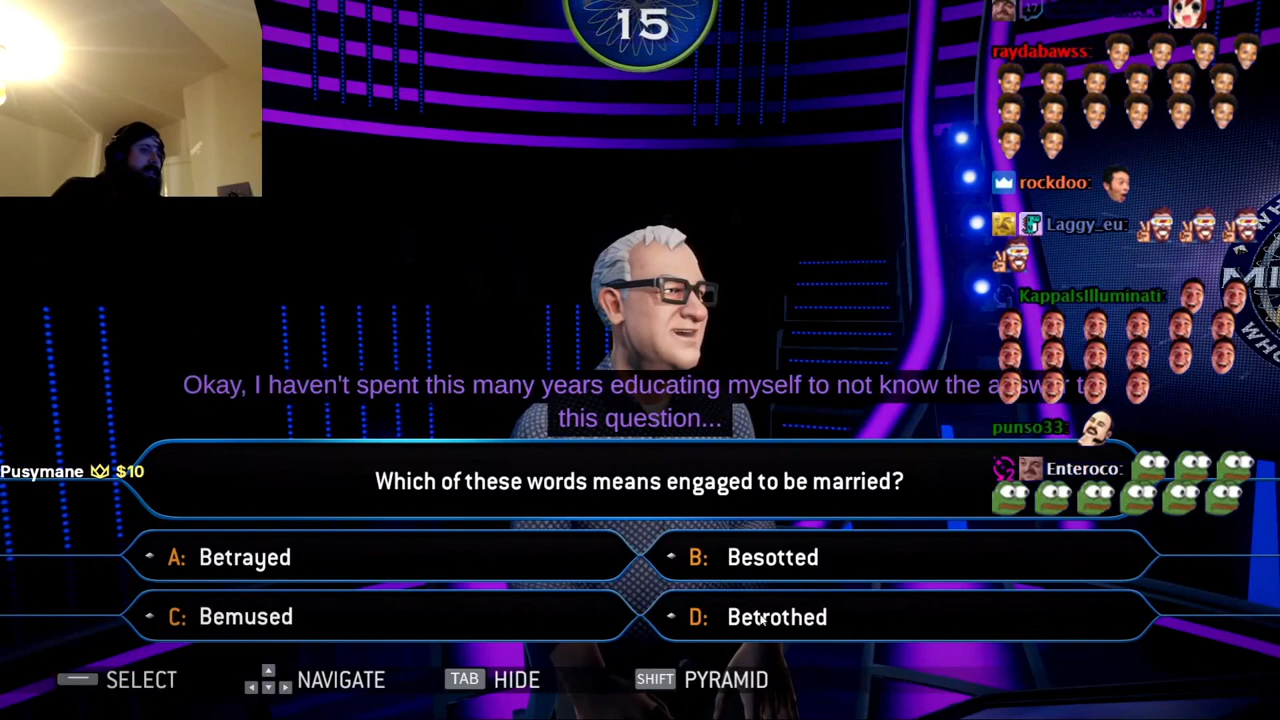 15
raydabawss:
rockdoo:
Laggy_eu:
KappaIsIlluminati:
Okay, I haven't spent this many years educating myself to not know the answer to
this question...
punso33:
Pusymane $10
Enteroco:
Which of these words means engaged to be married?
A: Betrayed
B: Besotted
C: Bemused
D: Betrothed
SELECT
NAVIGATE
TAB HIDE
SHIFT PYRAMID